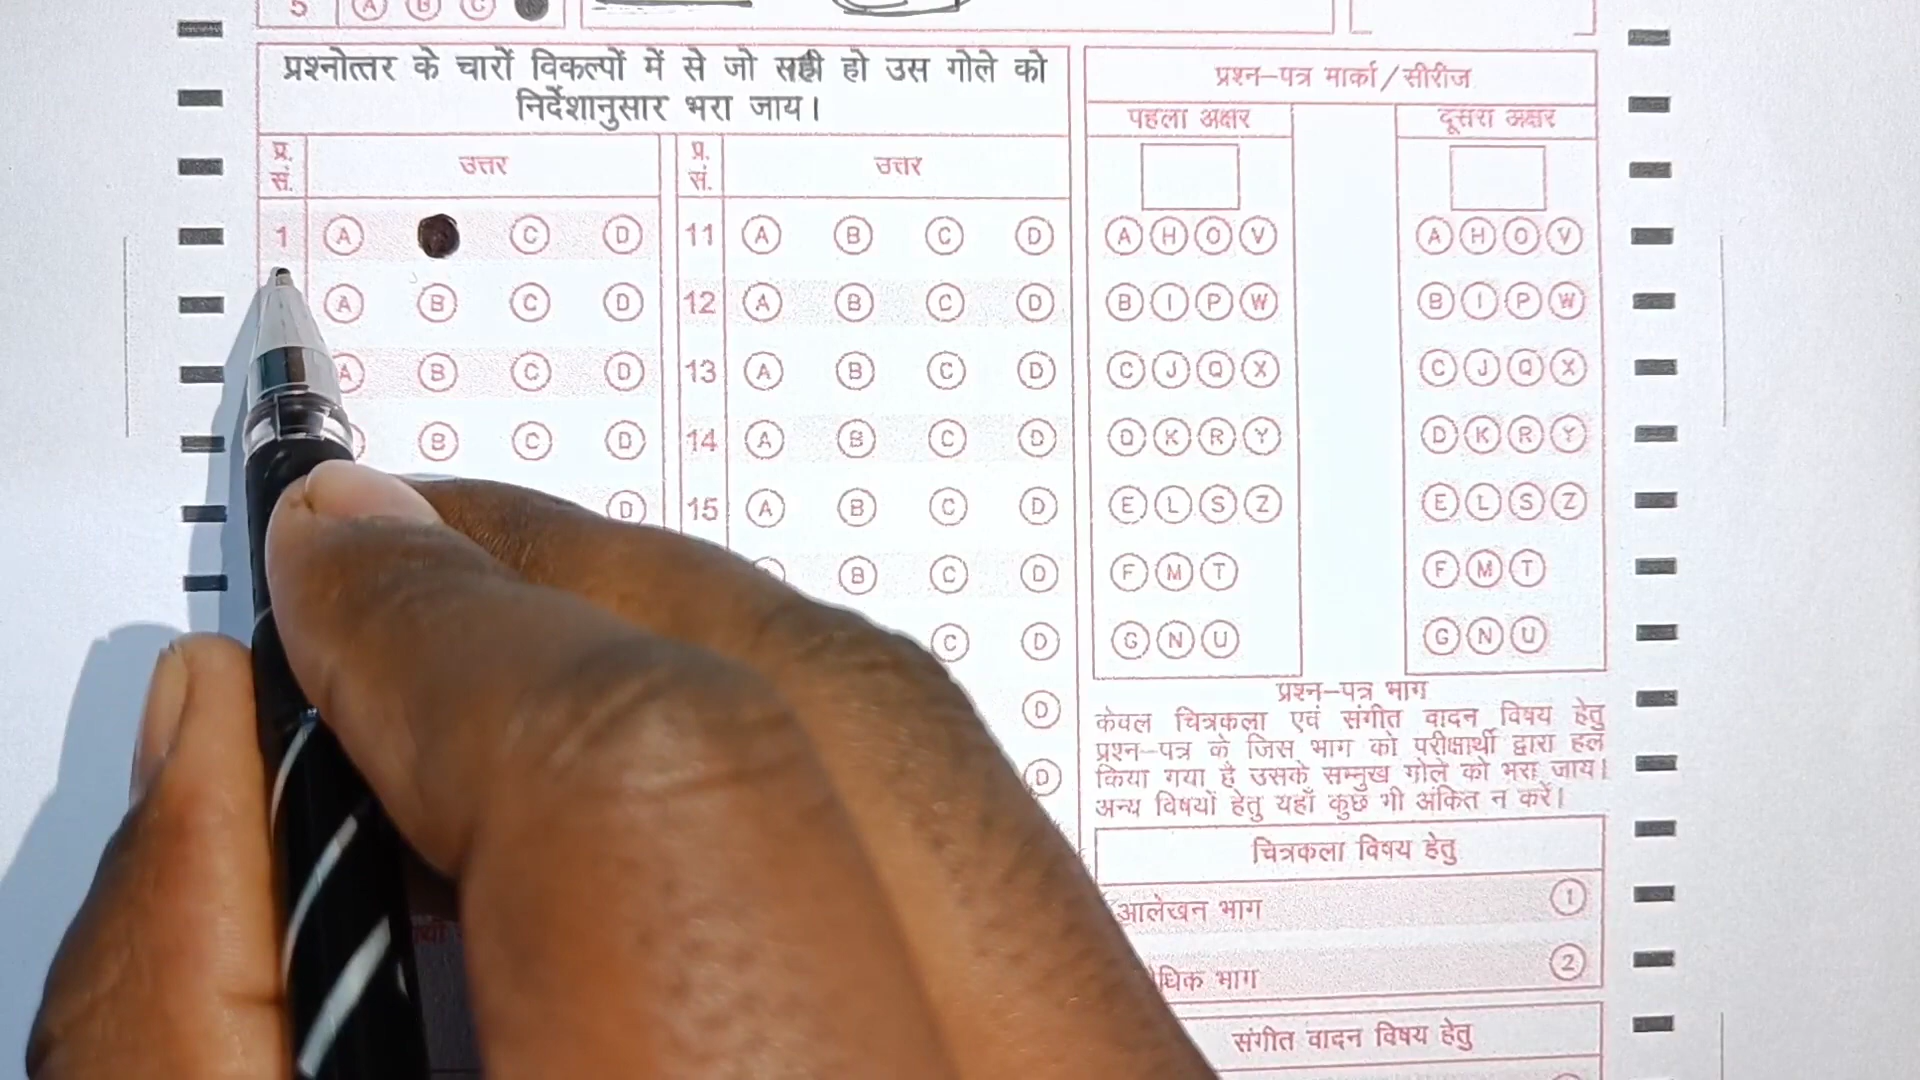 5 A B C
प्रश्नोत्तर के चारों विकल्पों में से जो सही हो उस गोले को
निर्देशानुसार भरा जाय।
प्र. सं. उत्तर प्र. सं. उत्तर
1 A C D 11 A B C D
A B C D 12 A B C D
A B C D 13 A B C D
B C D 14 A B C D
D 15 A B C D
B C D
C D
D
D
प्रश्न-पत्र मार्का/सीरीज
पहला अक्षर दूसरा अक्षर
A H O V A H O V
B I P W B I P W
C J Q X C J Q X
D K R Y D K R Y
E L S Z E L S Z
F M T F M T
G N U G N U
प्रश्न-पत्र भाग
केवल चित्रकला एवं संगीत वादन विषय हेतु
प्रश्न-पत्र के जिस भाग को परीक्षार्थी द्वारा हल
किया गया है उसके सम्मुख गोले को भरा जाय।
अन्य विषयों हेतु यहाँ कुछ भी अंकित न करें।
चित्रकला विषय हेतु
आलेखन भाग 1
भाग 2
संगीत वादन विषय हेतु